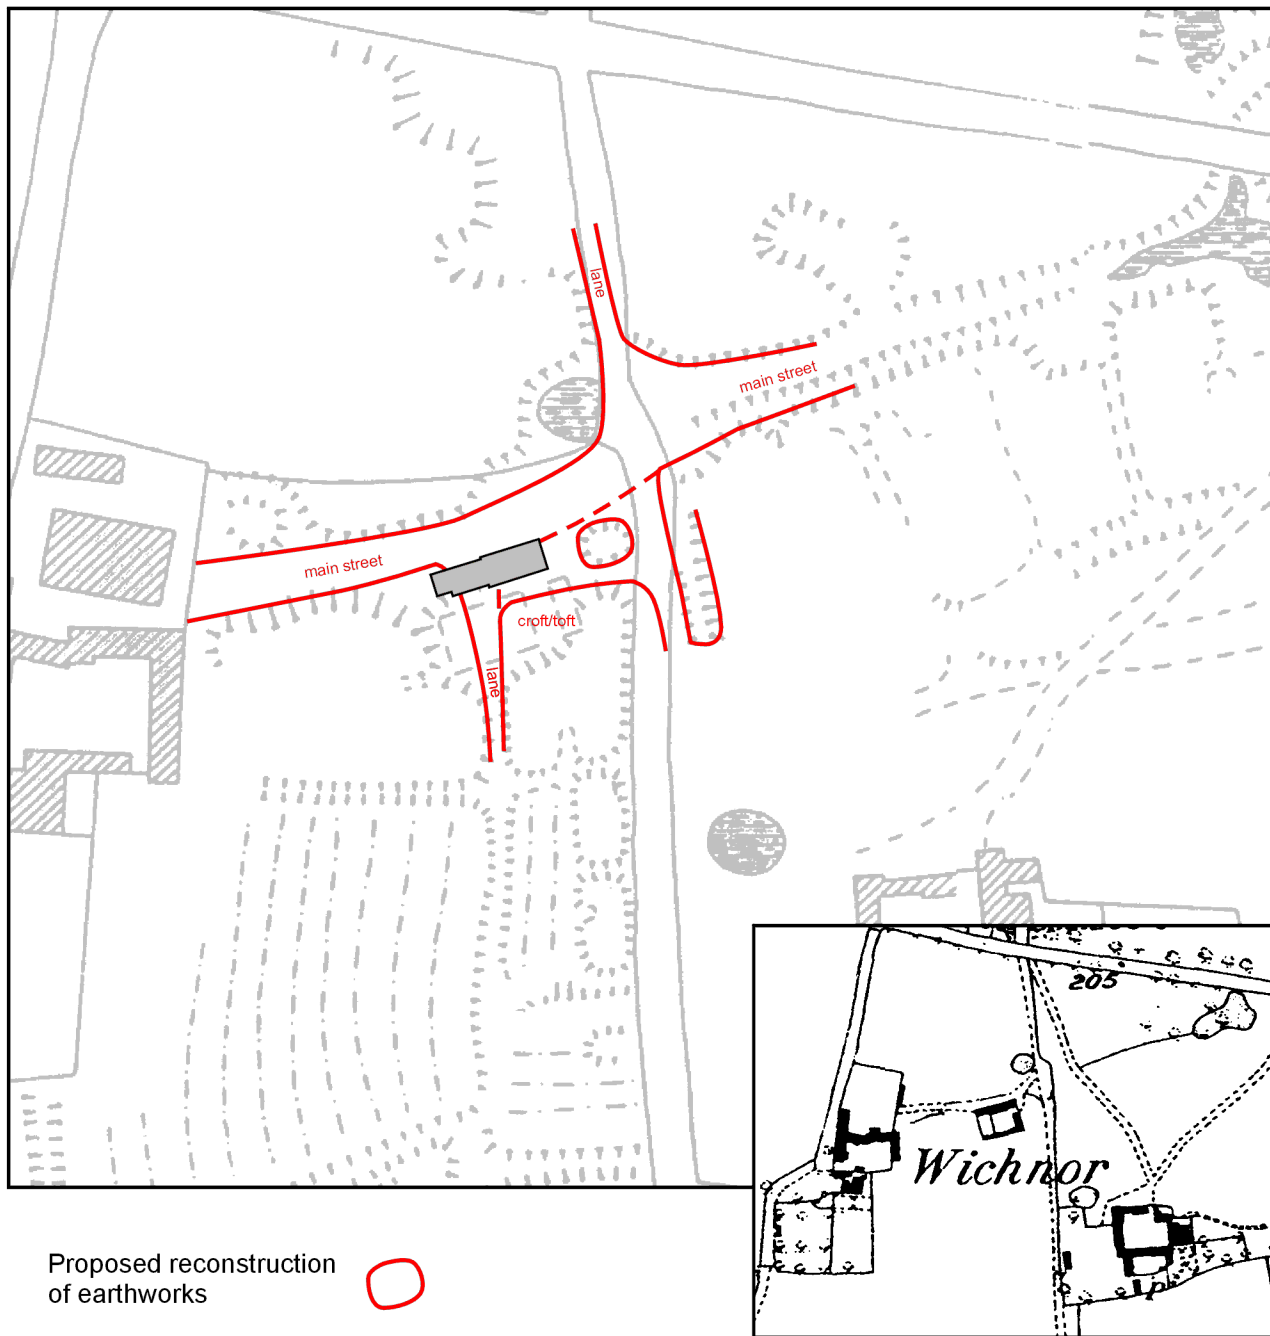 lane
main street
main street
croft/toft
lane
205
Wichnor
P
Proposed reconstruction
of earthworks